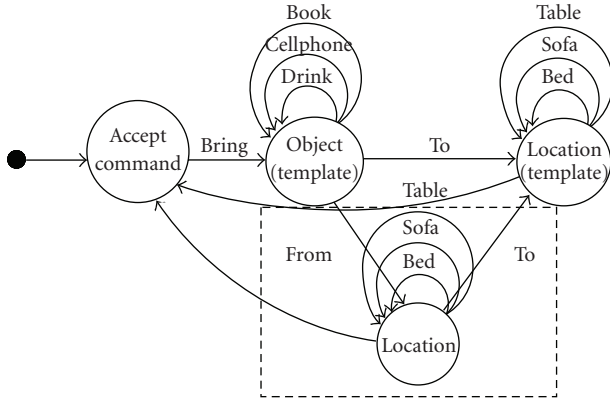 Book
Cellphone
Drink
Table
Sofa
Bed
Accept
command
Bring
Object
(template)
To
Location
(template)
Table
Sofa
Bed
From
To
Location